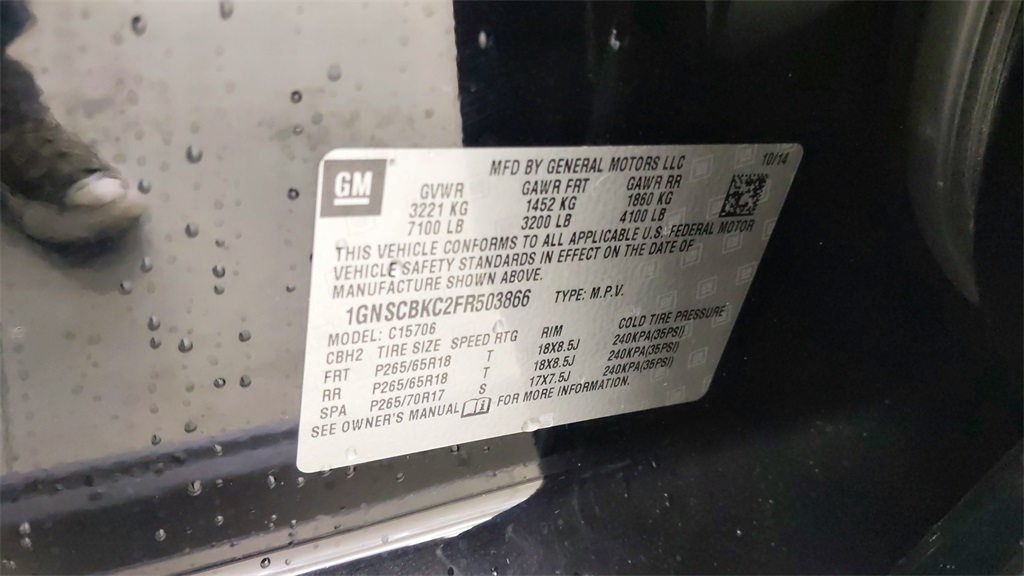 GM
MFD BY GENERAL MOTORS LLC 10/14
GVWR GAWR FRT GAWR RR
3221 KG 1452 KG 1860 KG
7100 LB 3200 LB 4100 LB
THIS VEHICLE CONFORMS TO ALL APPLICABLE U.S. FEDERAL MOTOR
VEHICLE SAFETY STANDARDS IN EFFECT ON THE DATE OF
MANUFACTURE SHOWN ABOVE.
1GNSCBKC2FR503866 TYPE: M.P.V.
MODEL: C15706
CBH2 TIRE SIZE SPEED RTG RIM COLD TIRE PRESSURE
FRT P265/65R18 T 18X8.5J 240KPA(35PSI)
RR P265/65R18 T 18X8.5J 240KPA(35PSI)
SPA P265/70R17 S 17X7.5J 240KPA(35PSI)
SEE OWNER'S MANUAL i FOR MORE INFORMATION.